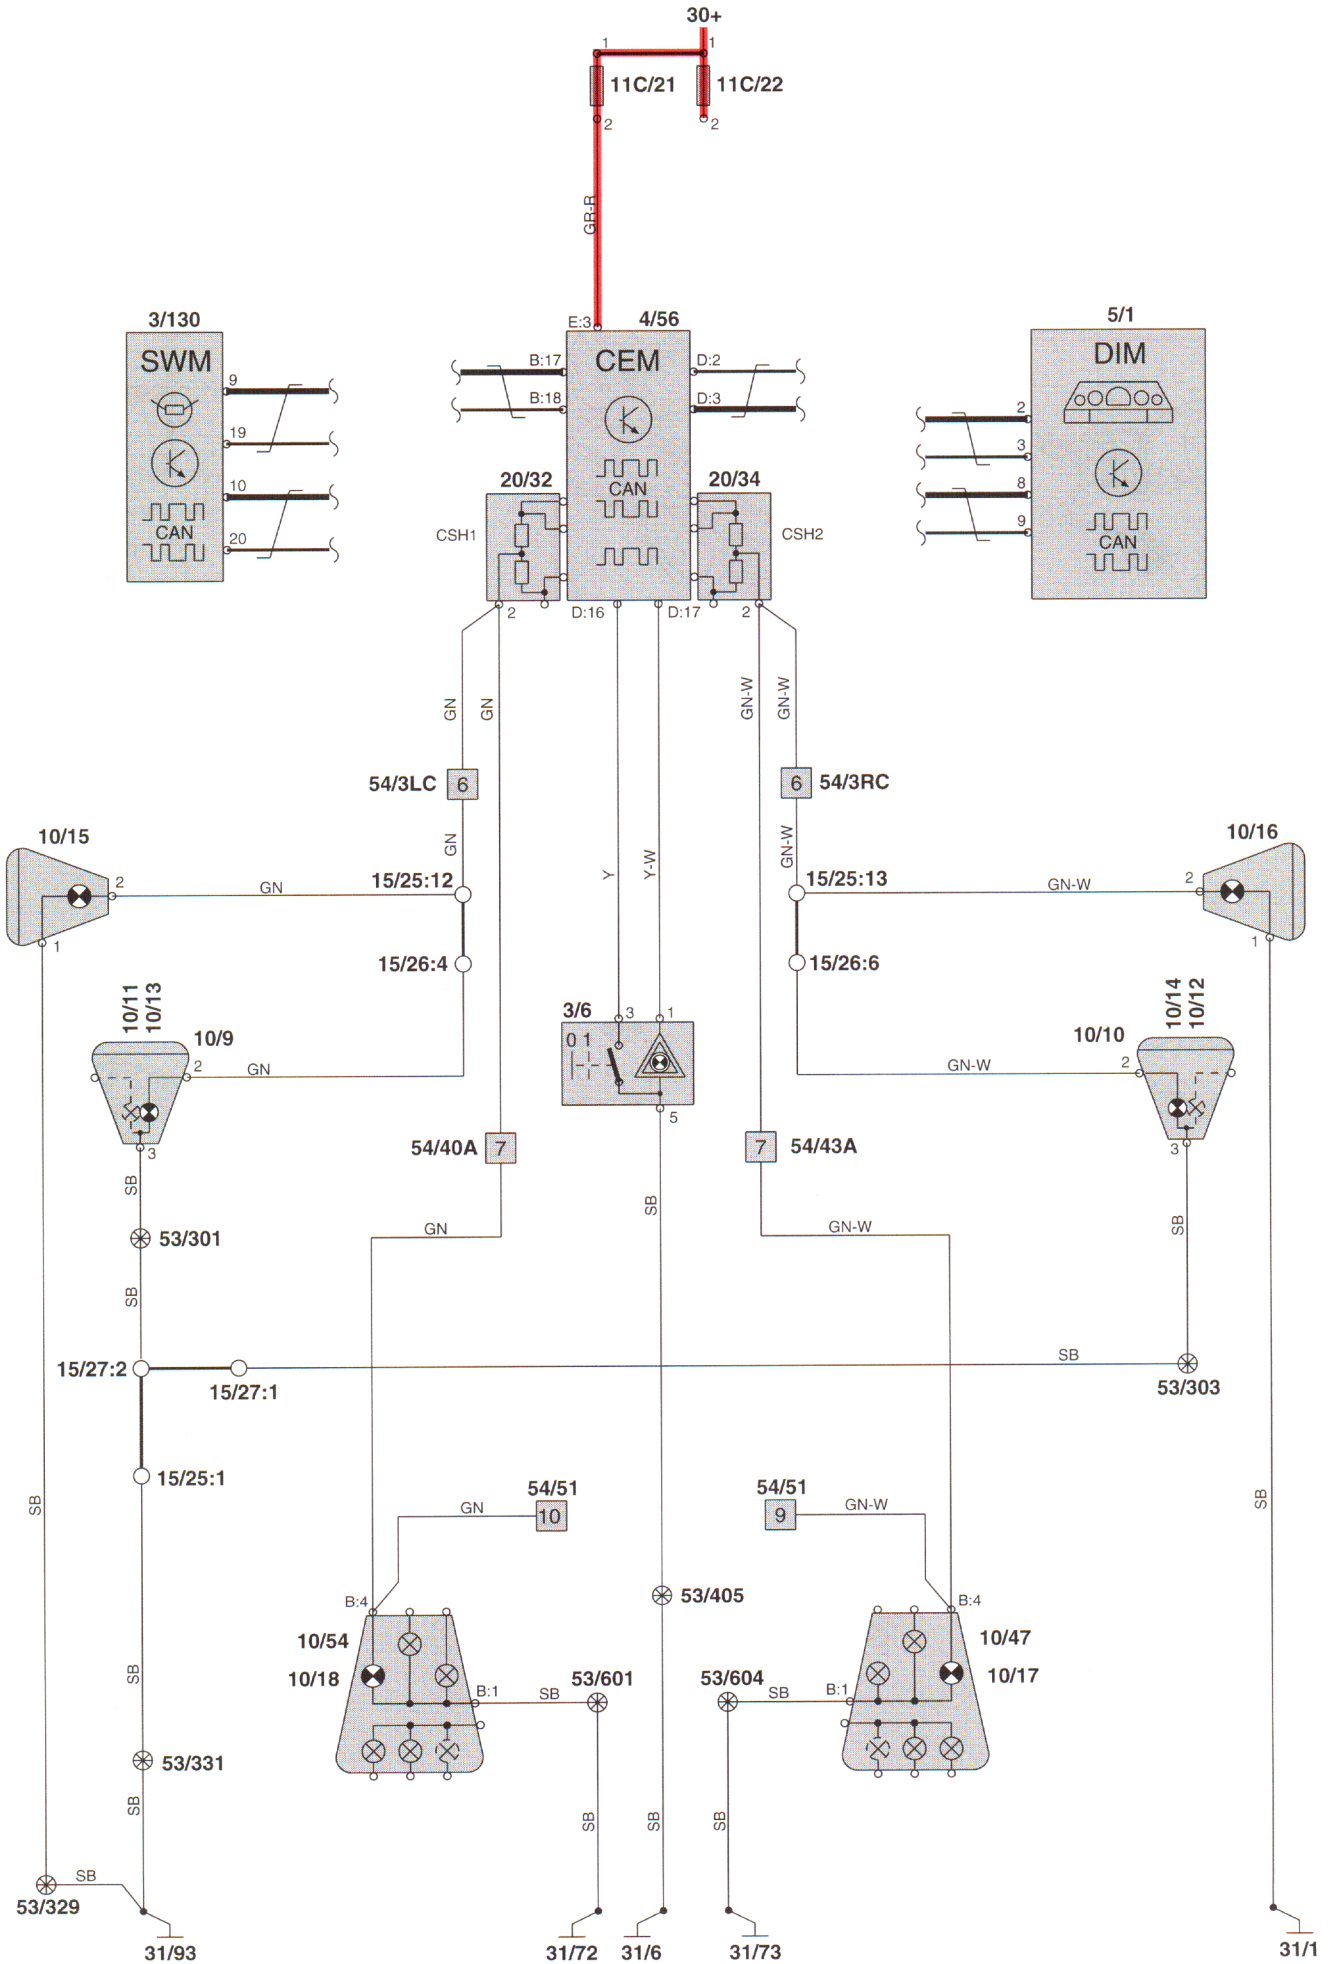 30+
1
1
11C/21
11C/22
2
2
GR-R
3/130
E:3
4/56
5/1
SWM
B:17
CEM
D:2
DIM
9
B:18
D:3
2
19
3
10
20/32
20/34
8
CAN
CSH1
CSH2
9
CAN
20
CAN
2
D:16
D:17
2
GN
GN
GN-W
GN-W
54/3LC
6
6
54/3RC
10/15
10/16
GN
Y
Y-W
GN-W
2
GN
15/25:12
15/25:13
GN-W
2
1
1
15/26:4
15/26:6
10/11
10/13
10/14
10/12
3/6
3
1
10/9
10/10
0 1
2
GN
GN-W
2
5
3
54/40A
7
7
54/43A
3
SB
SB
SB
53/301
GN
GN-W
SB
15/27:2
15/27:1
SB
53/303
15/25:1
54/51
54/51
SB
GN
10
9
GN-W
SB
B:4
53/405
B:4
10/54
10/47
SB
10/18
B:1
SB
53/601
53/604
SB
B:1
10/17
53/331
SB
SB
SB
SB
SB
53/329
31/93
31/72
31/6
31/73
31/1